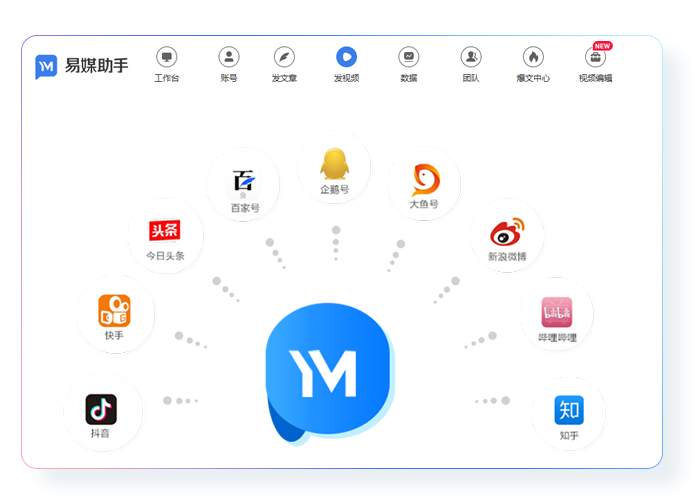 YM 易媒助手
工作台
账号
发文章
发视频
数据
团队
爆文中心
NEW
视频编辑
企鹅号
百
百家号
大鱼号
头条
今日头条
新浪微博
快手
bilibili
哔哩哔哩
YM
抖音
知
知乎